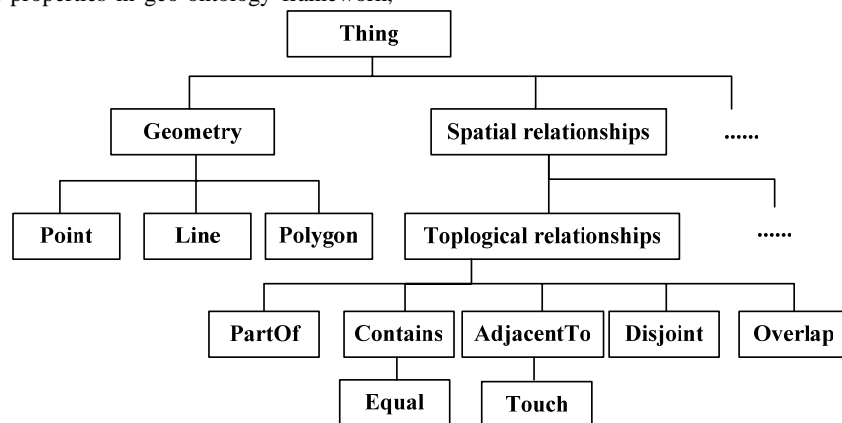 properties in geo ontology framework,
Thing
Geometry
Spatial relationships
......
Point
Line
Polygon
Toplogical relationships
......
PartOf
Contains
AdjacentTo
Disjoint
Overlap
Equal
Touch